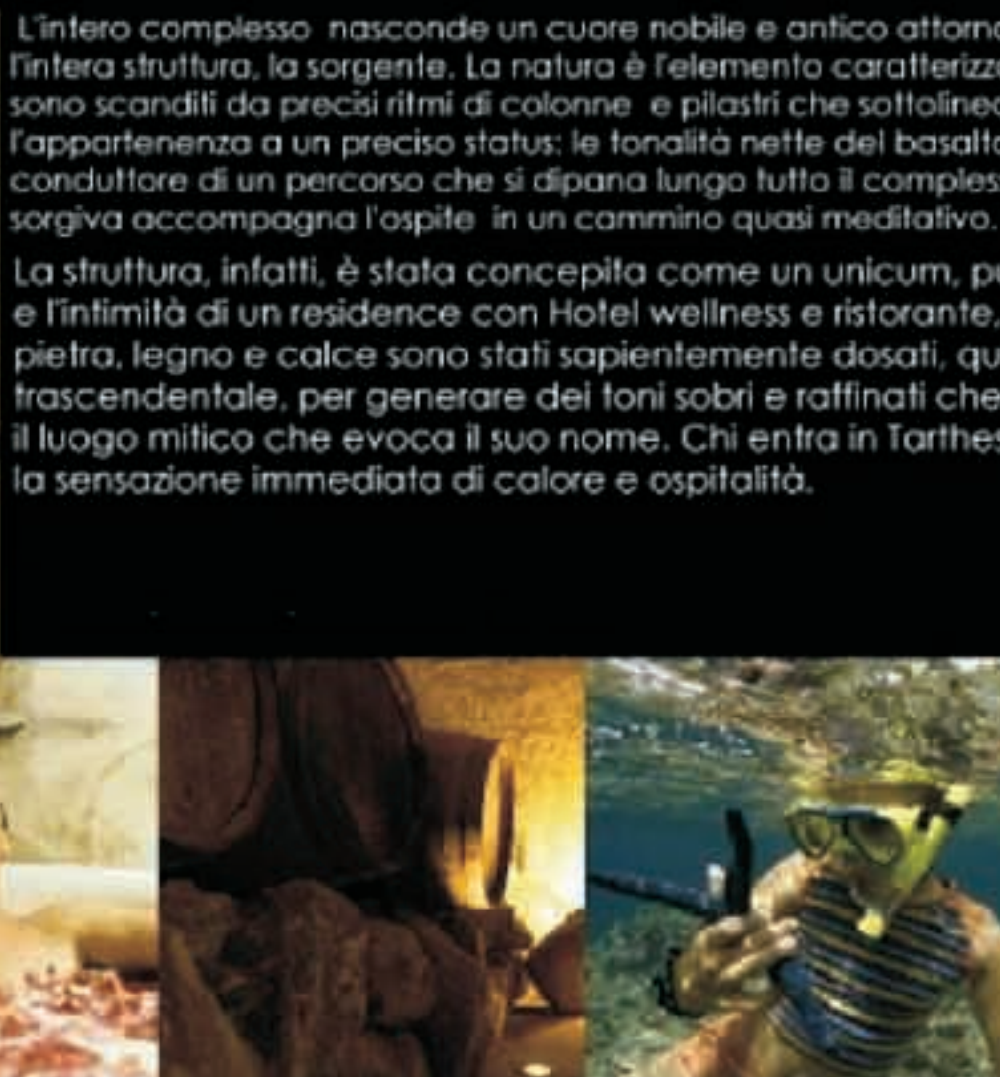 L'intero complesso nasconde un cuore nobile e antico attorno
l'intera struttura, la sorgente. La natura è l'elemento caratterizz
sono scanditi da precisi ritmi di colonne e pilastri che sottoline
l'appartenenza a un preciso status: le tonalità nette del basalto
conduttore di un percorso che si dipana lungo tutto il comples
sorgiva accompagna l'ospite in un cammino quasi meditativo.
La struttura, infatti, è stata concepita come un unicum, p
e l'intimità di un residence con Hotel wellness e ristorante,
pietra, legno e calce sono stati sapientemente dosati, qu
trascendentale, per generare dei toni sobri e raffinati che
il luogo mitico che evoca il suo nome. Chi entra in Tarthes
la sensazione immediata di calore e ospitalità.